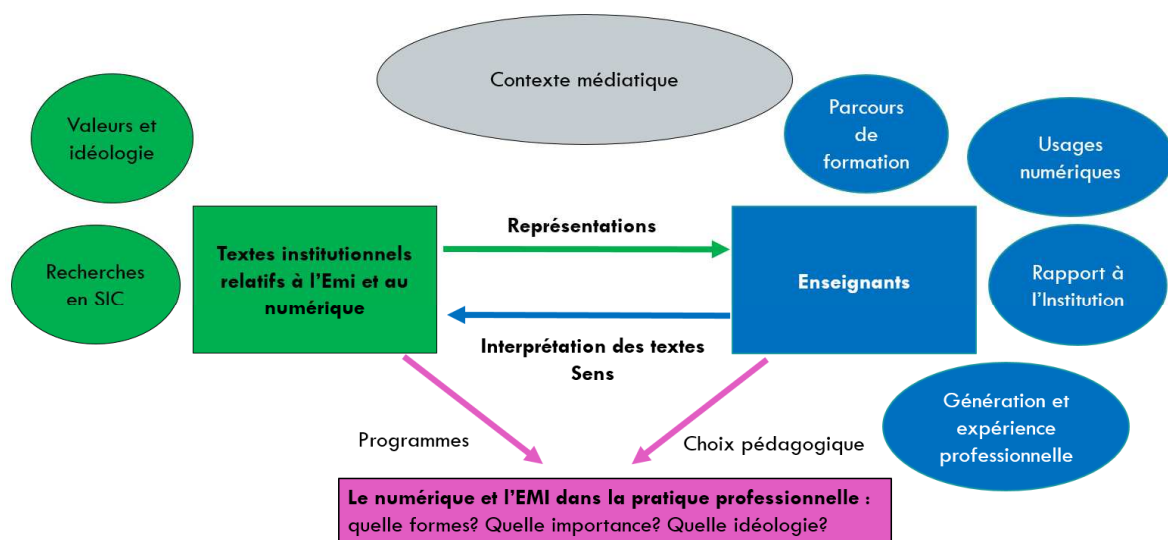 Contexte médiatique
Valeurs et
idéologie
Parcours
de
formation
Usages
numériques
Recherches
en SIC
Textes institutionnels
relatifs à l’Emi et au
numérique
Représentations
Enseignants
Rapport à
l’Institution
Interprétation des textes
Sens
Programmes
Choix pédagogique
Génération et
expérience
professionnelle
Le numérique et l’EMI dans la pratique professionnelle :
quelle formes? Quelle importance? Quelle idéologie?